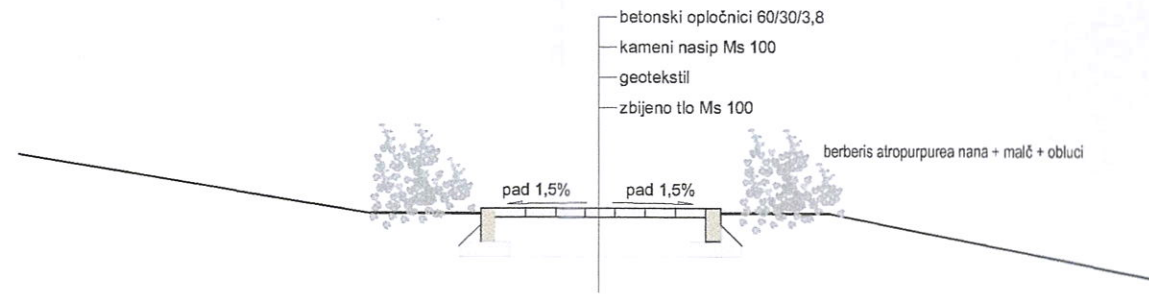 betonski opločnici 60/30/3,8
kameni nasip Ms 100
geotekstil
zbijeno tlo Ms 100
berberis atropurpurea nana + malč + obluci
pad 1,5% pad 1,5%